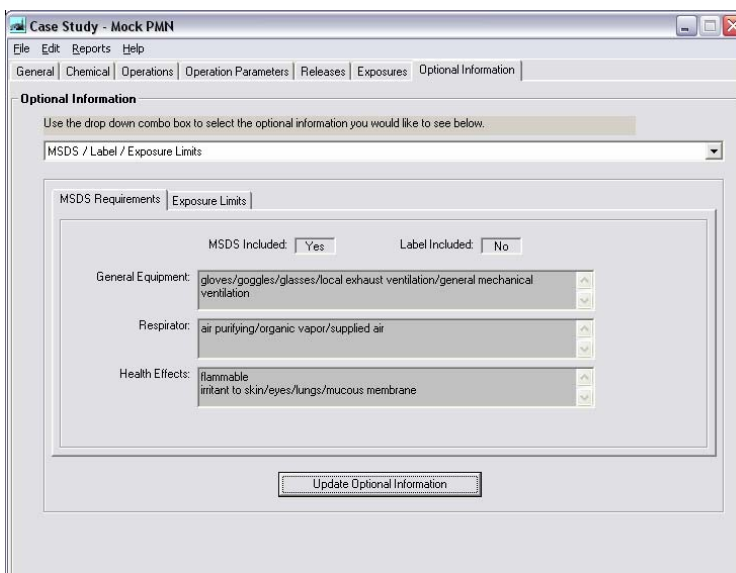 Case Study - Mock PMN
File Edit Reports Help
General Chemical Operations Operation Parameters Releases Exposures Optional Information
Optional Information
Use the drop down combo box to select the optional information you would like to see below.
MSDS / Label / Exposure Limits
MSDS Requirements Exposure Limits
MSDS Included: Yes Label Included: No
General Equipment: gloves/goggles/glasses/local exhaust ventilation/general mechanical
ventilation
Respirator: air purifying/organic vapor/supplied air
Health Effects: flammable
irritant to skin/eyes/lungs/mucous membrane
Update Optional Information